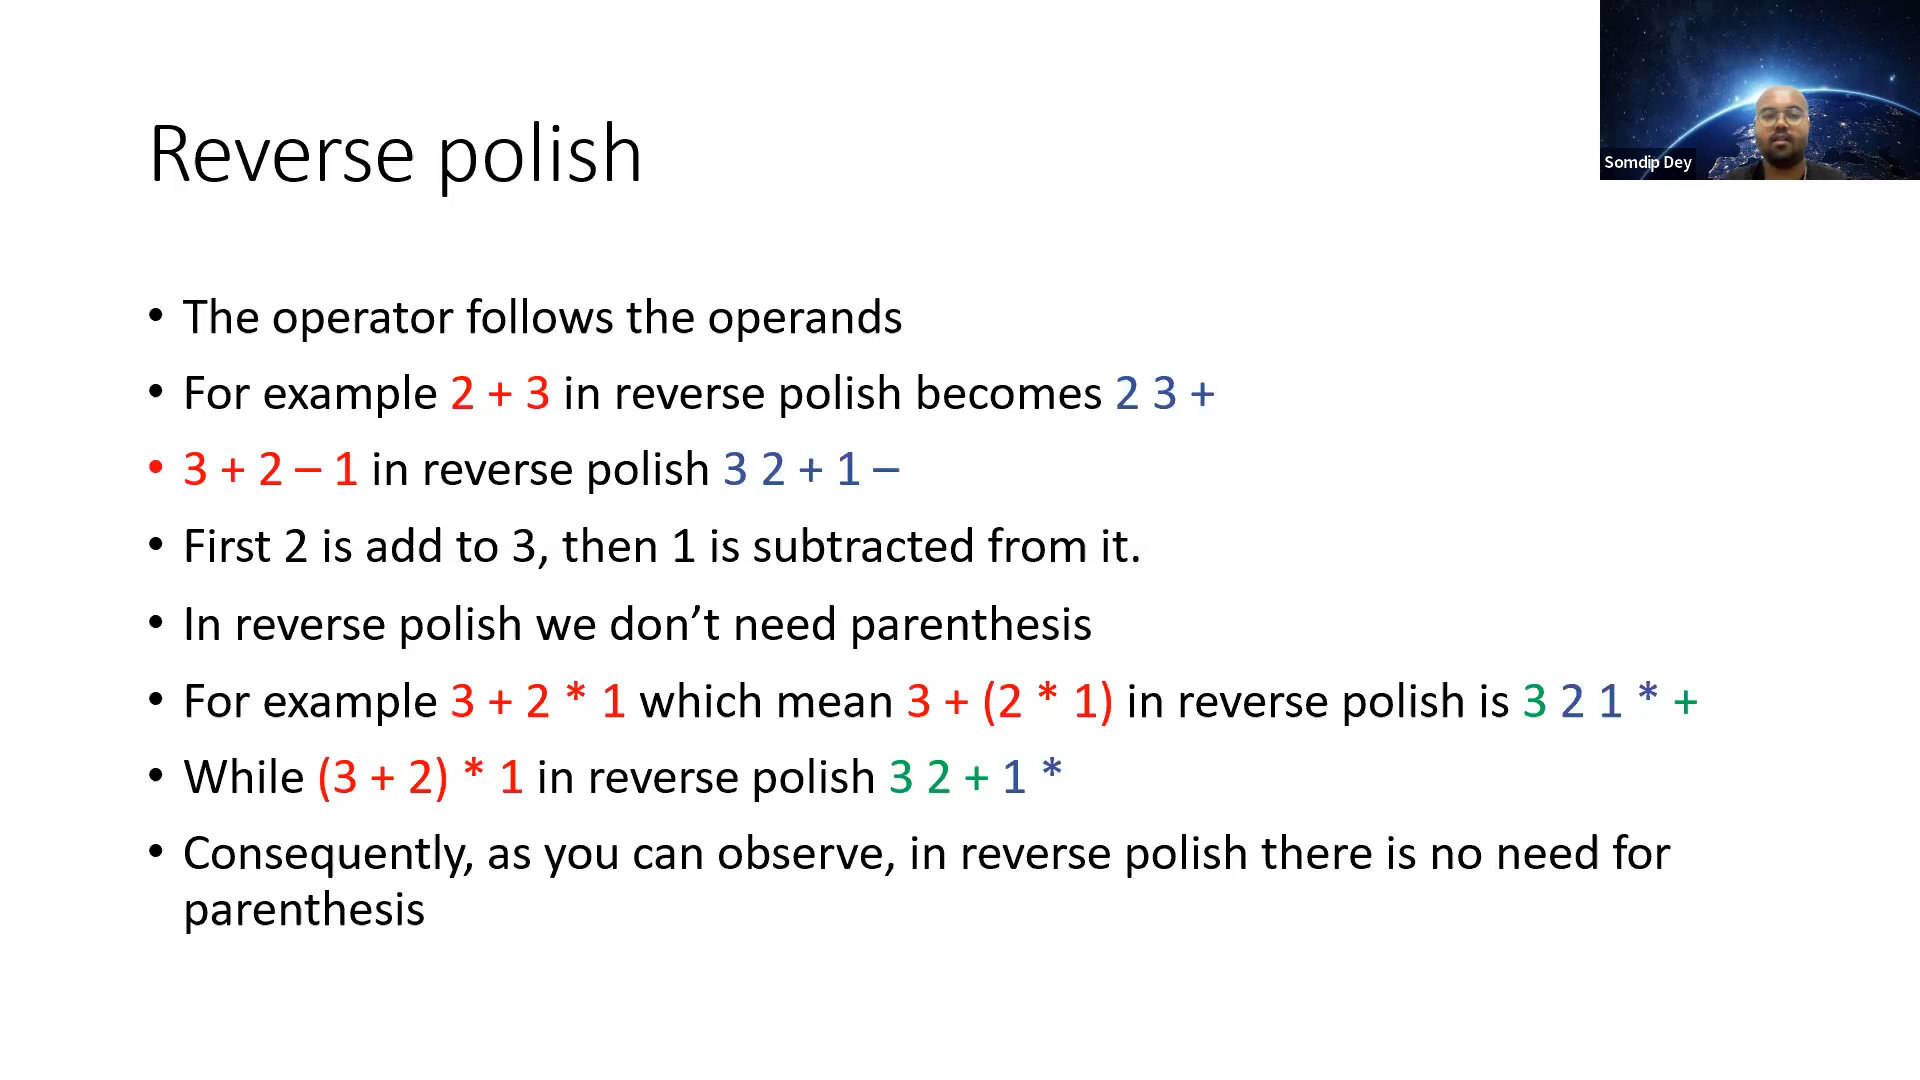 Reverse polish
Somdip Dey
• The operator follows the operands
• For example 2 + 3 in reverse polish becomes 2 3 +
• 3 + 2 – 1 in reverse polish 3 2 + 1 –
• First 2 is add to 3, then 1 is subtracted from it.
• In reverse polish we don’t need parenthesis
• For example 3 + 2 * 1 which mean 3 + (2 * 1) in reverse polish is 3 2 1 * +
• While (3 + 2) * 1 in reverse polish 3 2 + 1 *
• Consequently, as you can observe, in reverse polish there is no need for
parenthesis